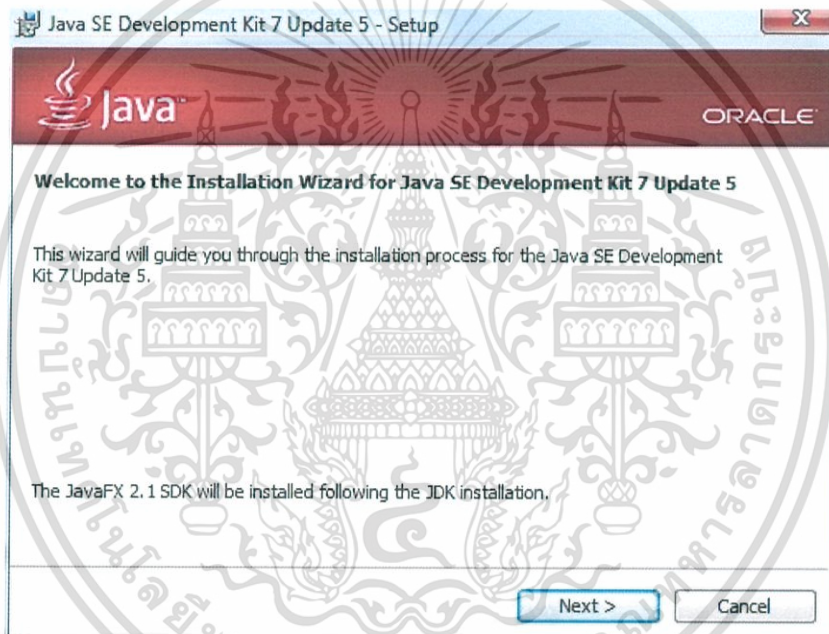 Java SE Development Kit 7 Update 5 - Setup
Java™
ORACLE
Welcome to the Installation Wizard for Java SE Development Kit 7 Update 5
This wizard will guide you through the installation process for the Java SE Development
Kit 7 Update 5.
The JavaFX 2.1 SDK will be installed following the JDK installation.
Next >
Cancel